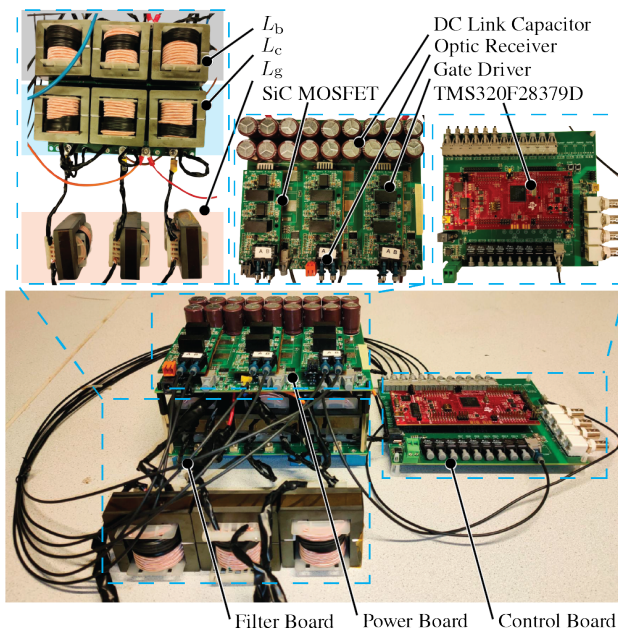 L_b
L_c
L_g
SiC MOSFET
DC Link Capacitor
Optic Receiver
Gate Driver
TMS320F28379D
A B
A B
A B
A B
Filter Board
Power Board
Control Board